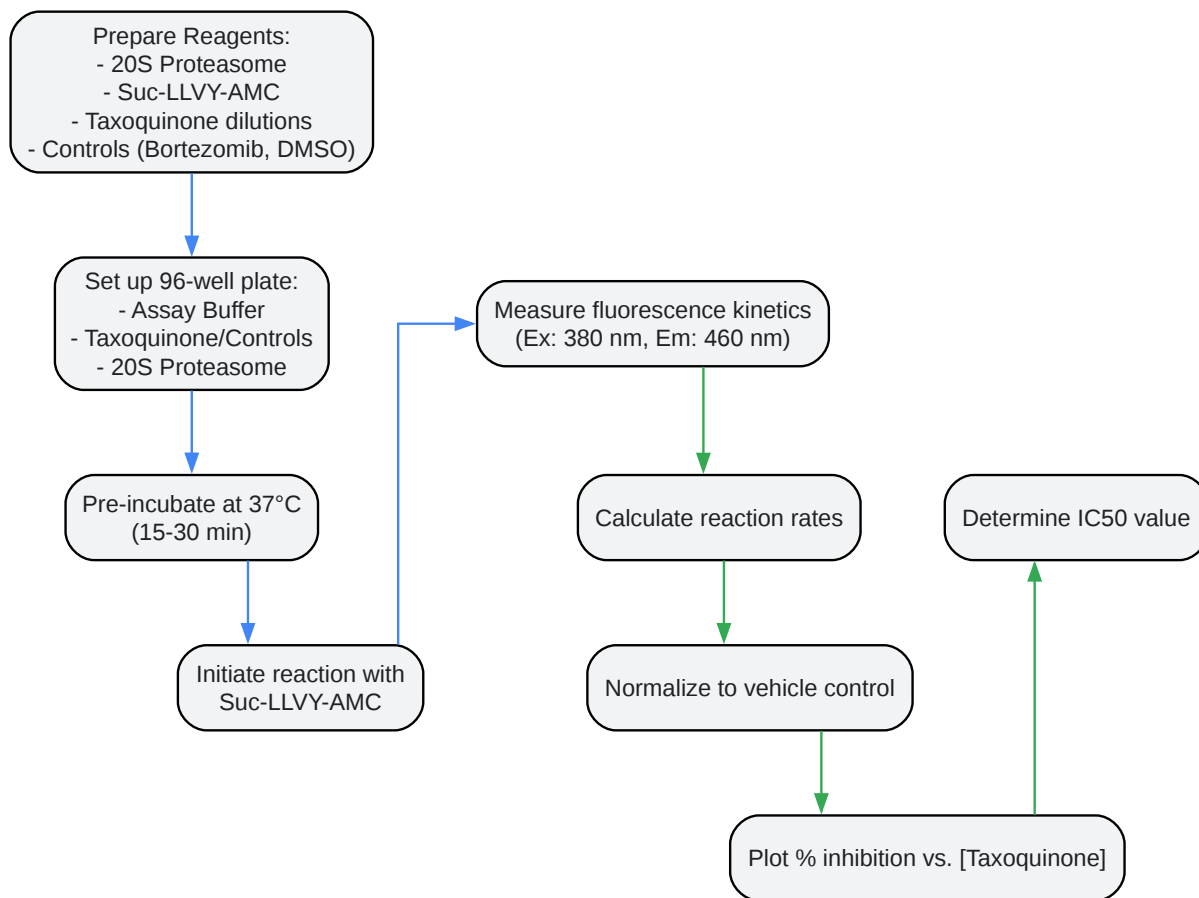 Prepare Reagents:
- 20S Proteasome
- Suc-LLVY-AMC
- Taxoquinone dilutions
- Controls (Bortezomib, DMSO)
Set up 96-well plate:
- Assay Buffer
- Taxoquinone/Controls
- 20S Proteasome
Pre-incubate at 37°C
(15-30 min)
Initiate reaction with
Suc-LLVY-AMC
Measure fluorescence kinetics
(Ex: 380 nm, Em: 460 nm)
Calculate reaction rates
Normalize to vehicle control
Plot % inhibition vs. [Taxoquinone]
Determine IC50 value